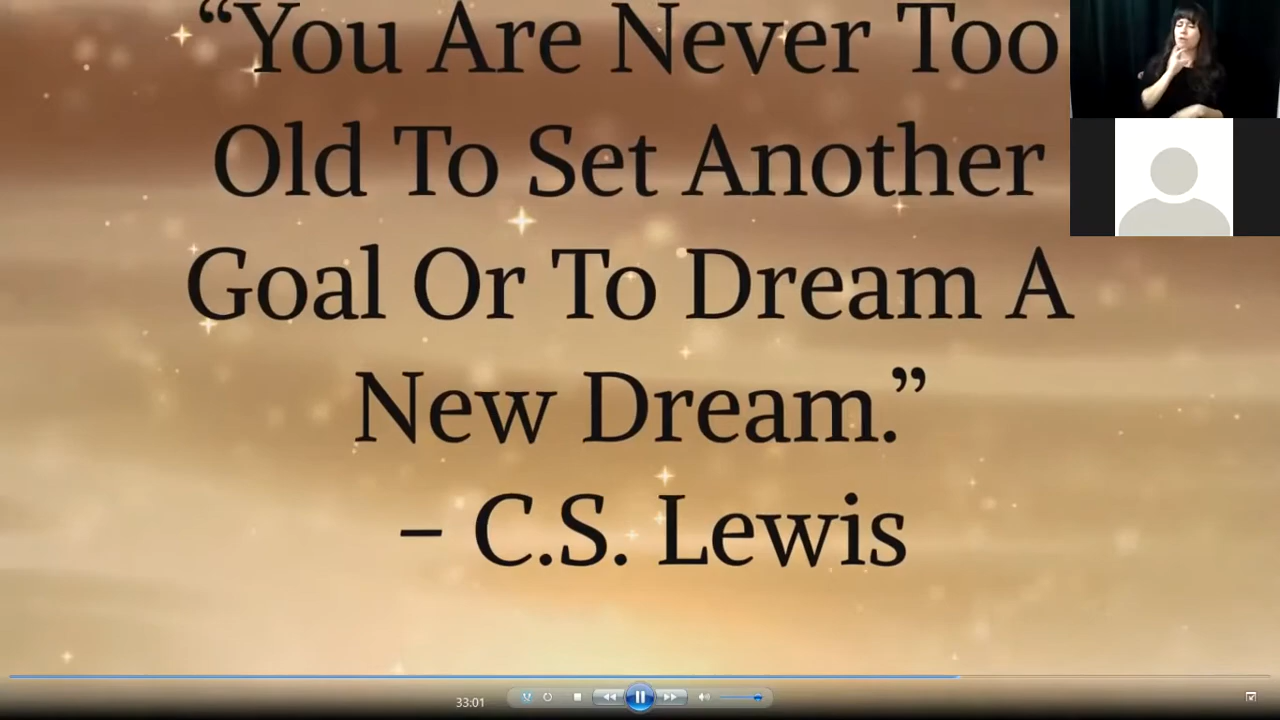 “You Are Never Too
Old To Set Another
Goal Or To Dream A
New Dream.”
– C.S. Lewis
33:01